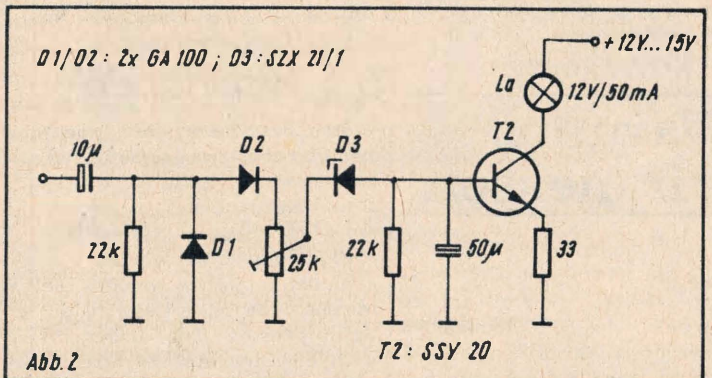 D1/D2 : 2x GA 100 ; D3 : SZX 21/1
+12V... 15V
La
12V/50mA
T2
10µ
D2
D3
22k
D1
25k
22k
50µ
33
Abb. 2
T2 : SSY 20